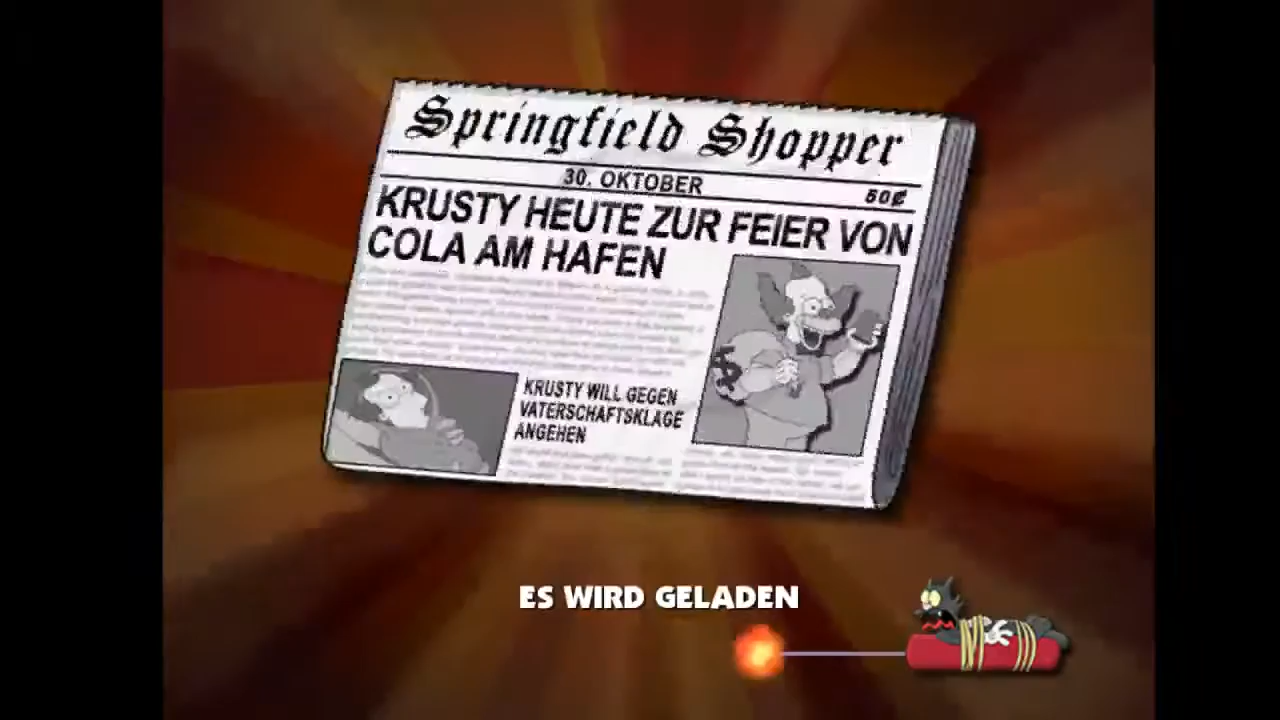 Springfield Shopper
30. OKTOBER
50¢
KRUSTY HEUTE ZUR FEIER VON
COLA AM HAFEN
KRUSTY WILL GEGEN
VATERSCHAFTSKLAGE
ANGEHEN
ES WIRD GELADEN